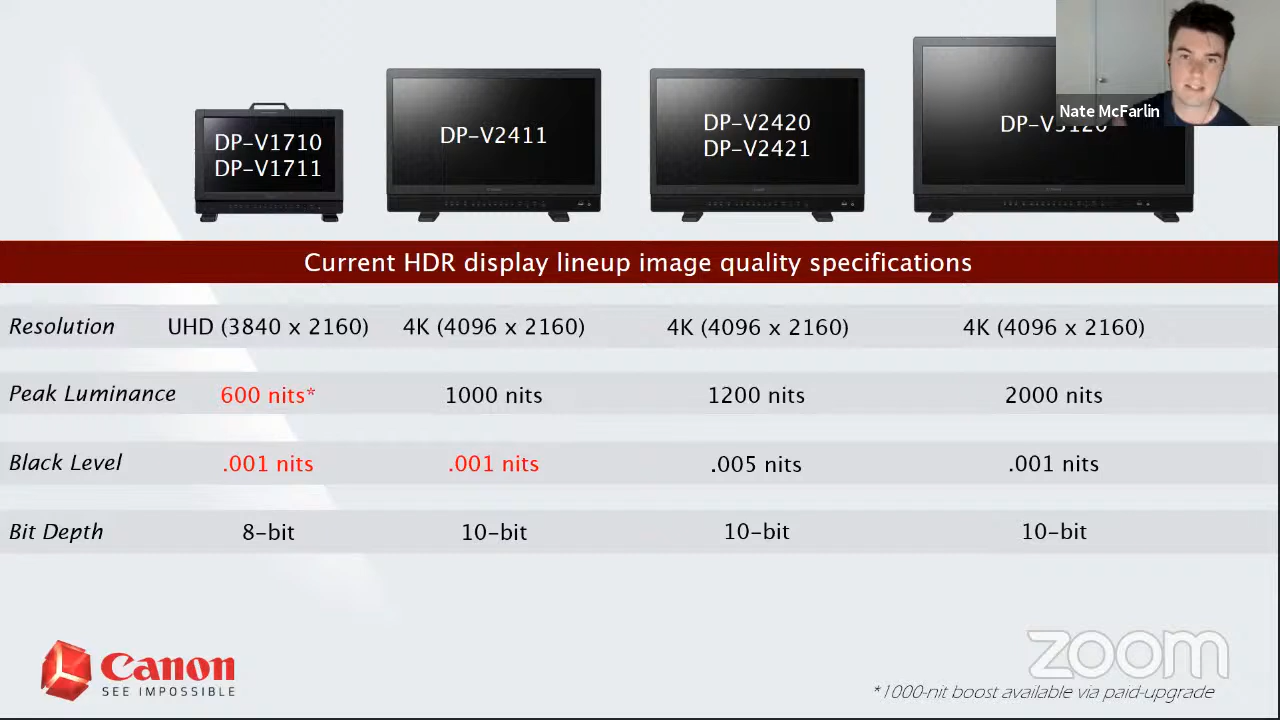 DP-V1710
DP-V1711
DP-V2411
DP-V2420
DP-V2421
DP-V3120
Nate McFarlin
Current HDR display lineup image quality specifications
Resolution UHD (3840 x 2160) 4K (4096 x 2160) 4K (4096 x 2160) 4K (4096 x 2160)
Peak Luminance 600 nits* 1000 nits 1200 nits 2000 nits
Black Level .001 nits .001 nits .005 nits .001 nits
Bit Depth 8-bit 10-bit 10-bit 10-bit
Canon
SEE IMPOSSIBLE
zoom
*1000-nit boost available via paid-upgrade